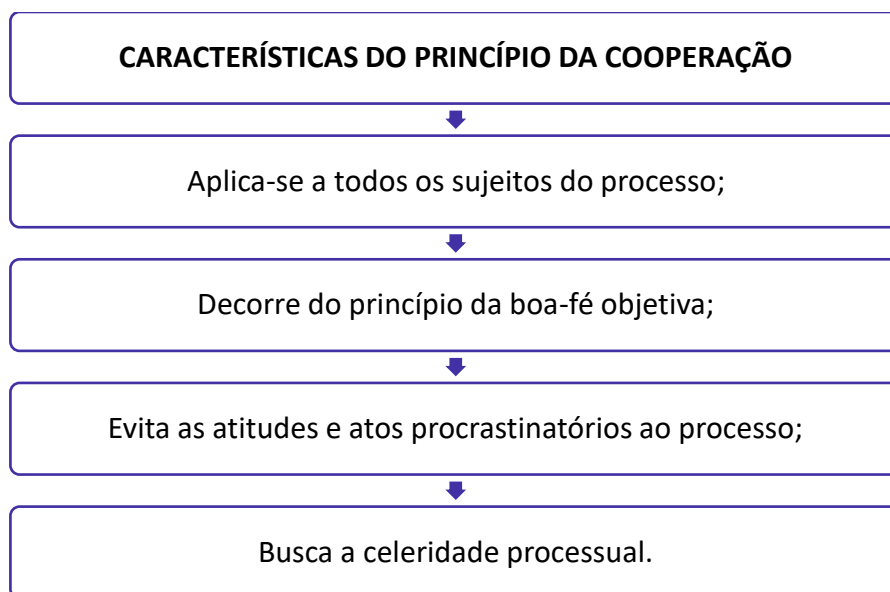 CARACTERÍSTICAS DO PRINCÍPIO DA COOPERAÇÃO
Aplica-se a todos os sujeitos do processo;
Decorre do princípio da boa-fé objetiva;
Evita as atitudes e atos procrastinatórios ao processo;
Busca a celeridade processual.